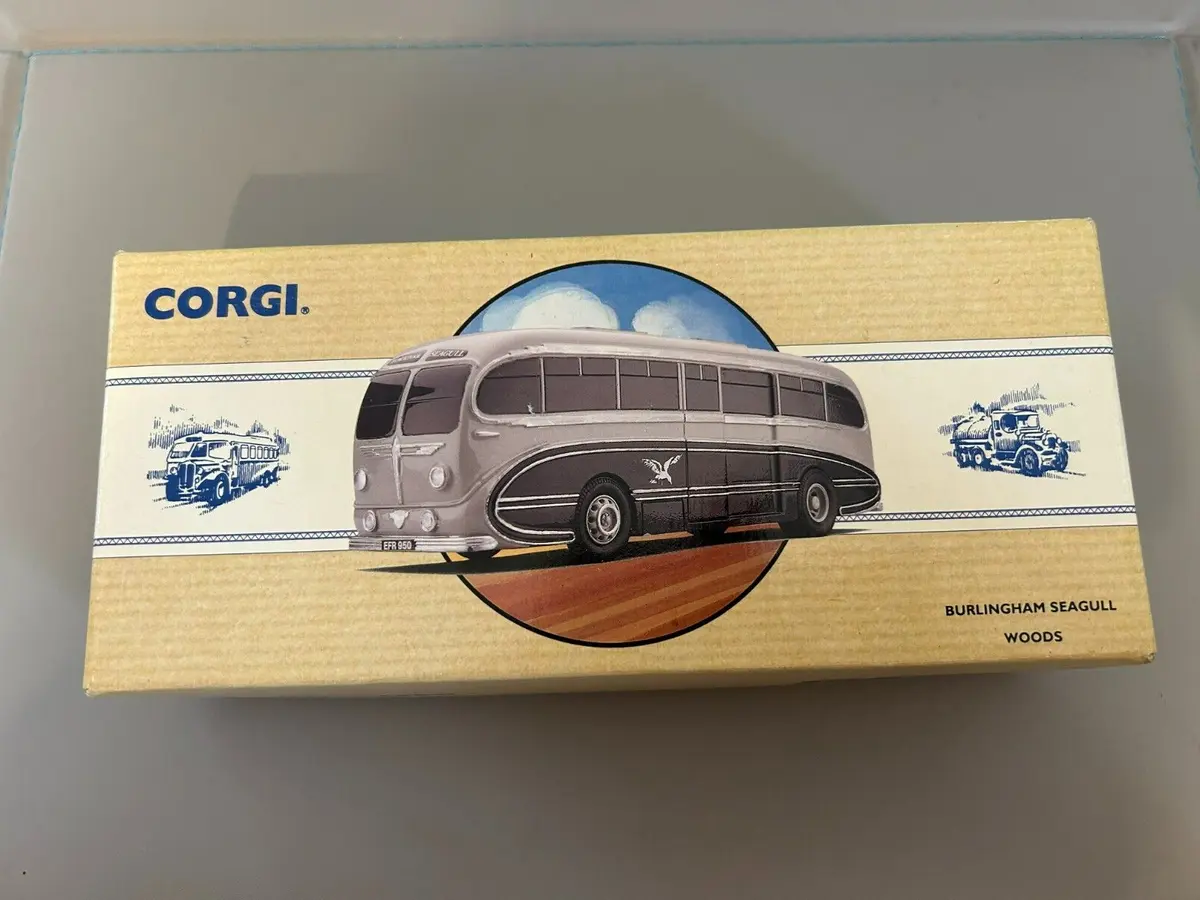 CORGI®
SEAGULL
EFR 950
BURLINGHAM SEAGULL
WOODS